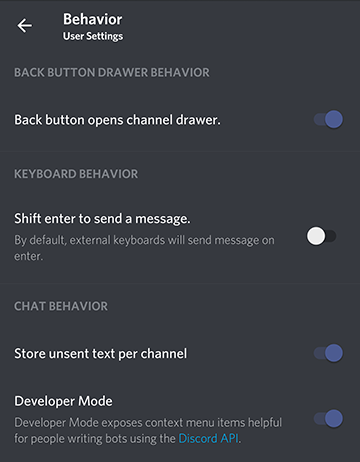 Behavior
User Settings
BACK BUTTON DRAWER BEHAVIOR
Back button opens channel drawer.
KEYBOARD BEHAVIOR
Shift enter to send a message.
By default, external keyboards will send message on
enter.
CHAT BEHAVIOR
Store unsent text per channel
Developer Mode
Developer Mode exposes context menu items helpful
for people writing bots using the Discord API.